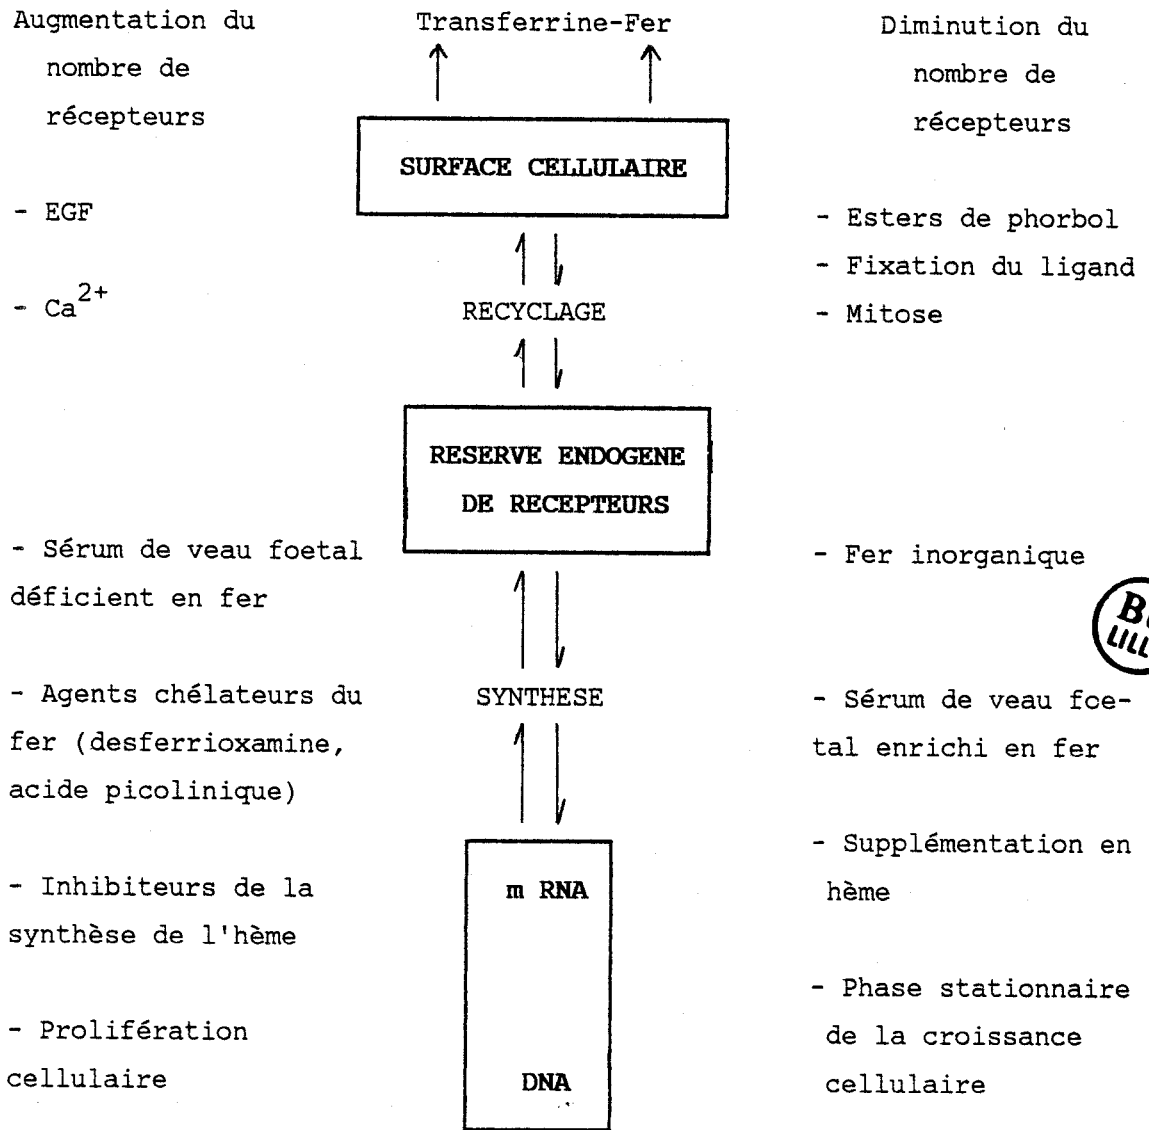 Augmentation du
nombre de
récepteurs
- EGF
- Ca2+
- Sérum de veau foetal
déficient en fer
- Agents chélateurs du
fer (desferrioxamine,
acide picolinique)
- Inhibiteurs de la
synthèse de l'hème
- Prolifération
cellulaire
Transferrine-Fer
SURFACE CELLULAIRE
RECYCLAGE
RESERVE ENDOGENE
DE RECEPTEURS
SYNTHESE
m RNA
DNA
Diminution du
nombre de
récepteurs
- Esters de phorbol
- Fixation du ligand
- Mitose
- Fer inorganique
- Sérum de veau foe-
tal enrichi en fer
- Supplémentation en
hème
- Phase stationnaire
de la croissance
cellulaire